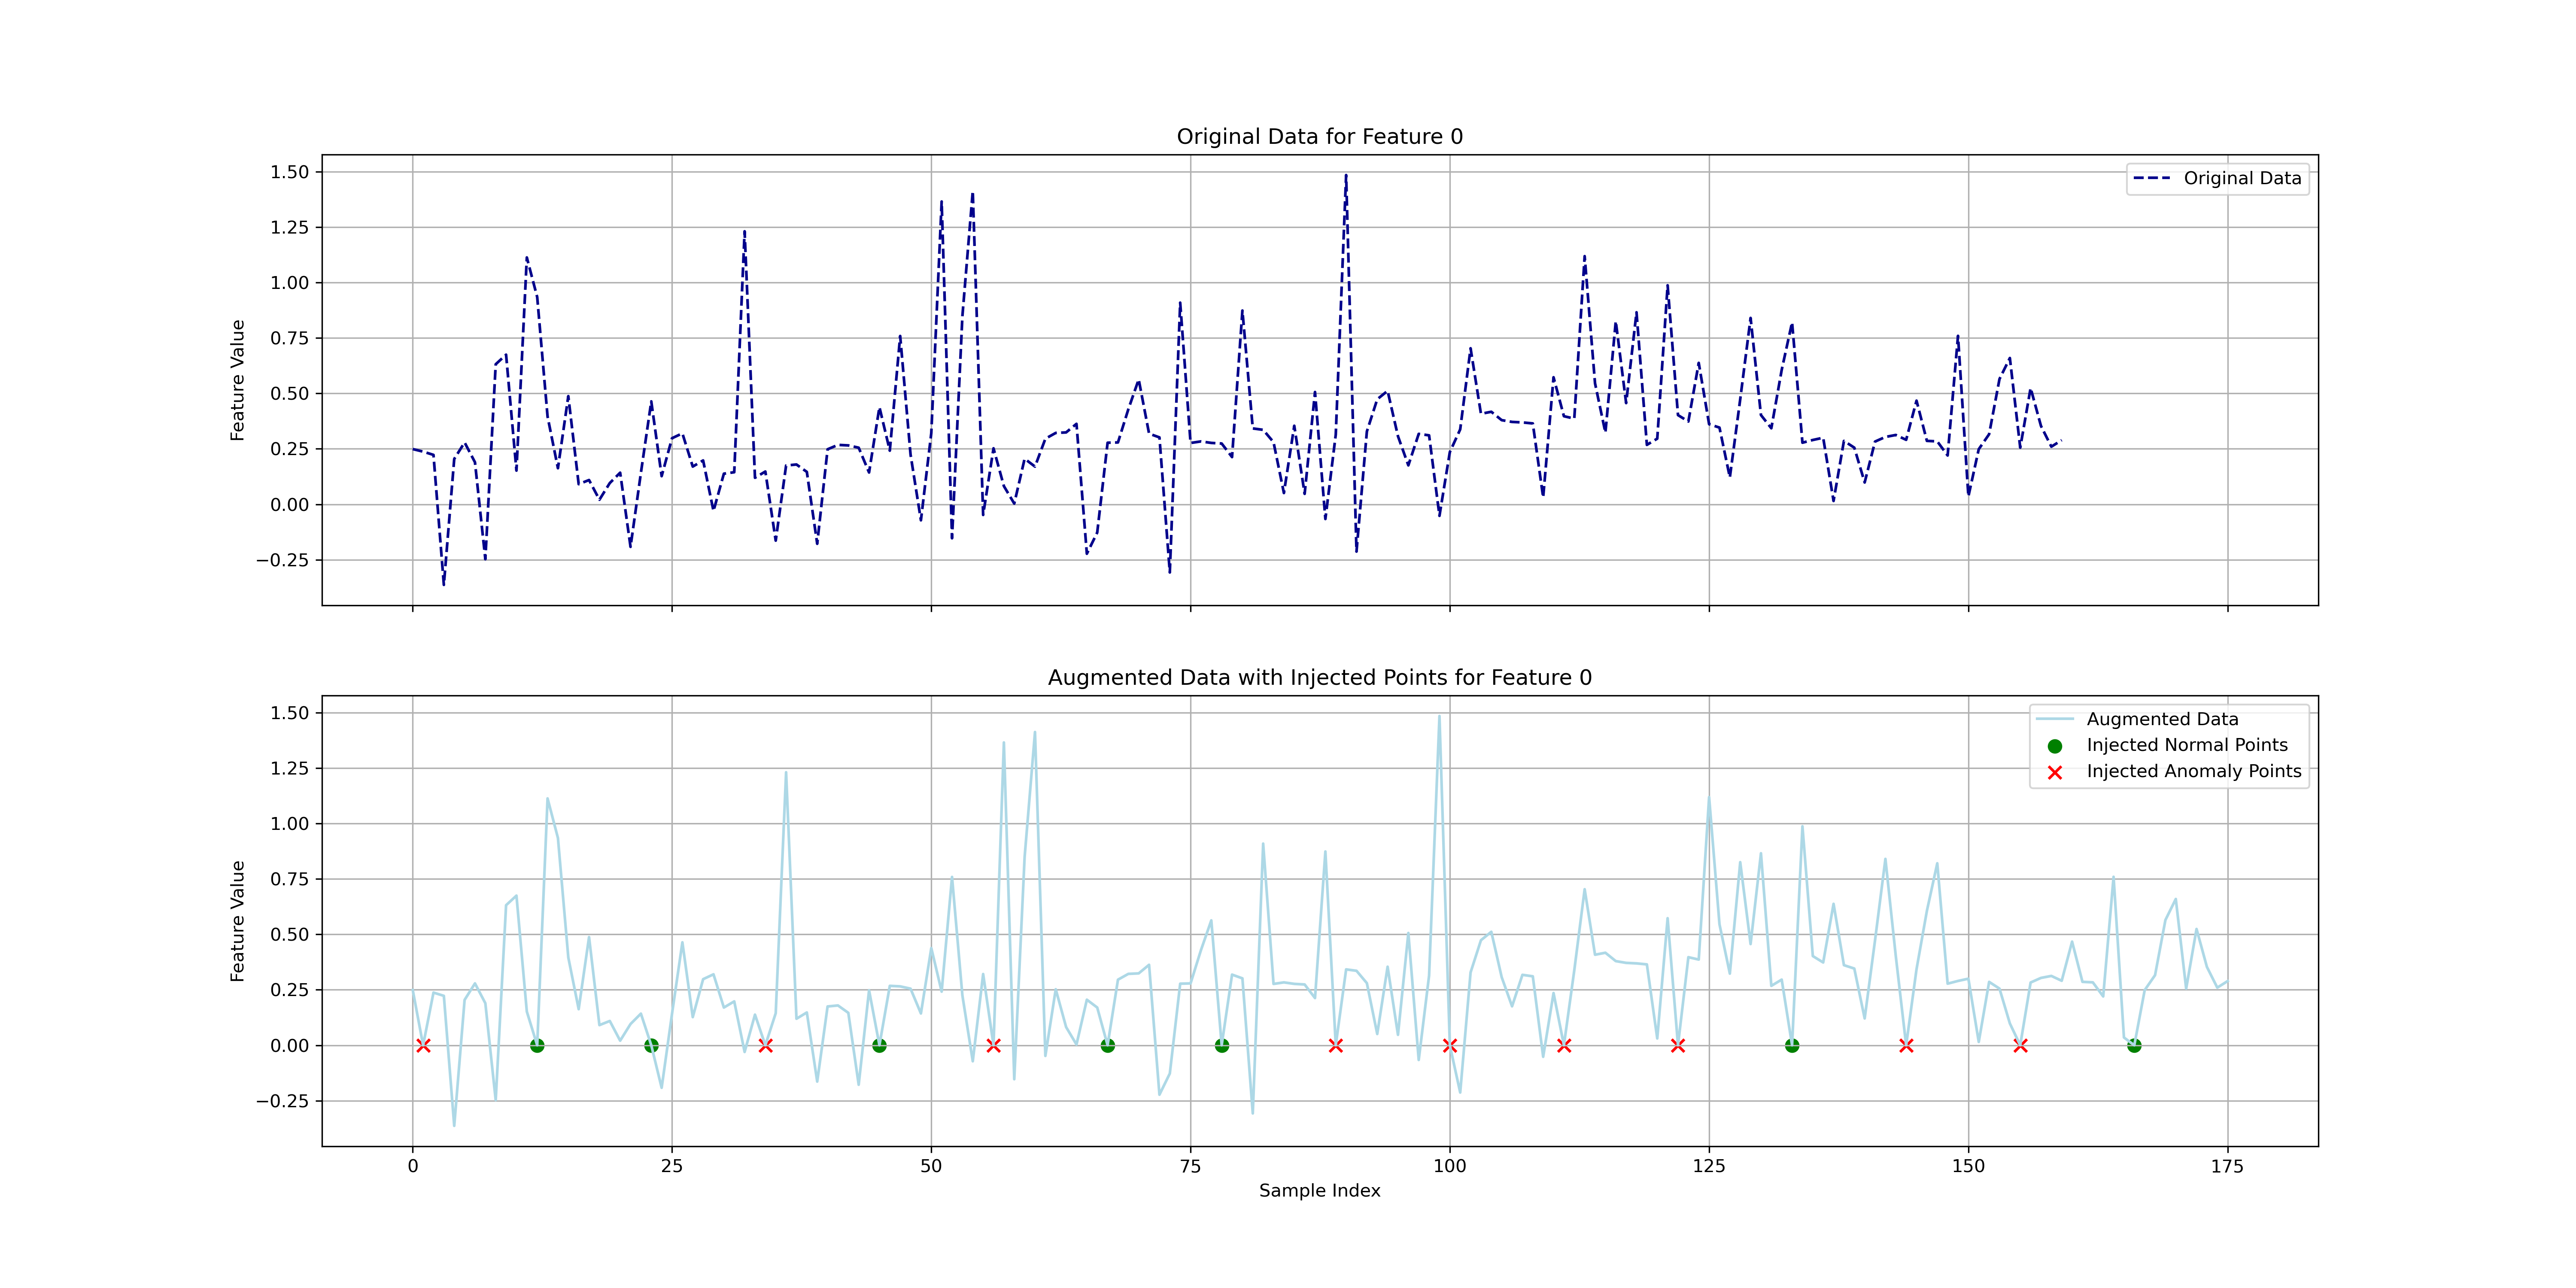 Original Data for Feature 0
1.50
1.25
1.00
0.75
0.50
0.25
0.00
−0.25
Feature Value
Original Data
Augmented Data with Injected Points for Feature 0
1.50
1.25
1.00
0.75
0.50
0.25
0.00
−0.25
Feature Value
Augmented Data
Injected Normal Points
Injected Anomaly Points
0 25 50 75 100 125 150 175
Sample Index